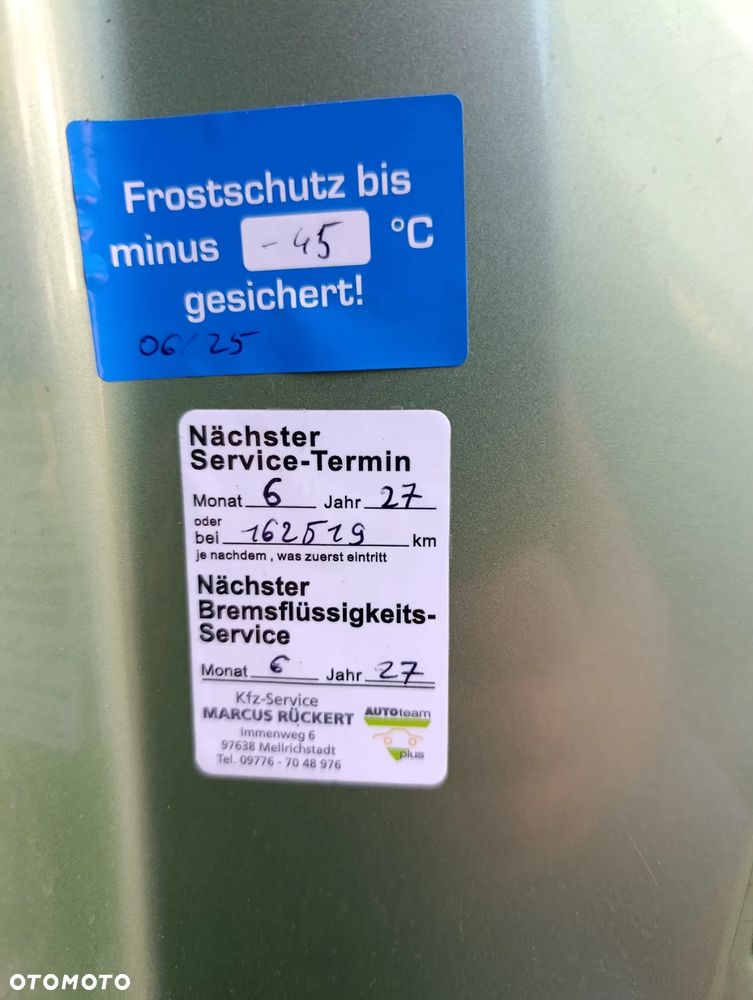 Frostschutz bis
minus -45 °C
gesichert!
06/25
Nächster
Service-Termin
Monat 6 Jahr 27
oder
bei 162519 km
je nachdem, was zuerst eintritt
Nächster
Bremsflüssigkeits-
Service
Monat 6 Jahr 27
Kfz-Service
MARCUS RÜCKERT
Immenweg 6
97638 Mellrichstadt
Tel. 09776 - 70 48 976
AUTOteam
plus
OTOMOTO